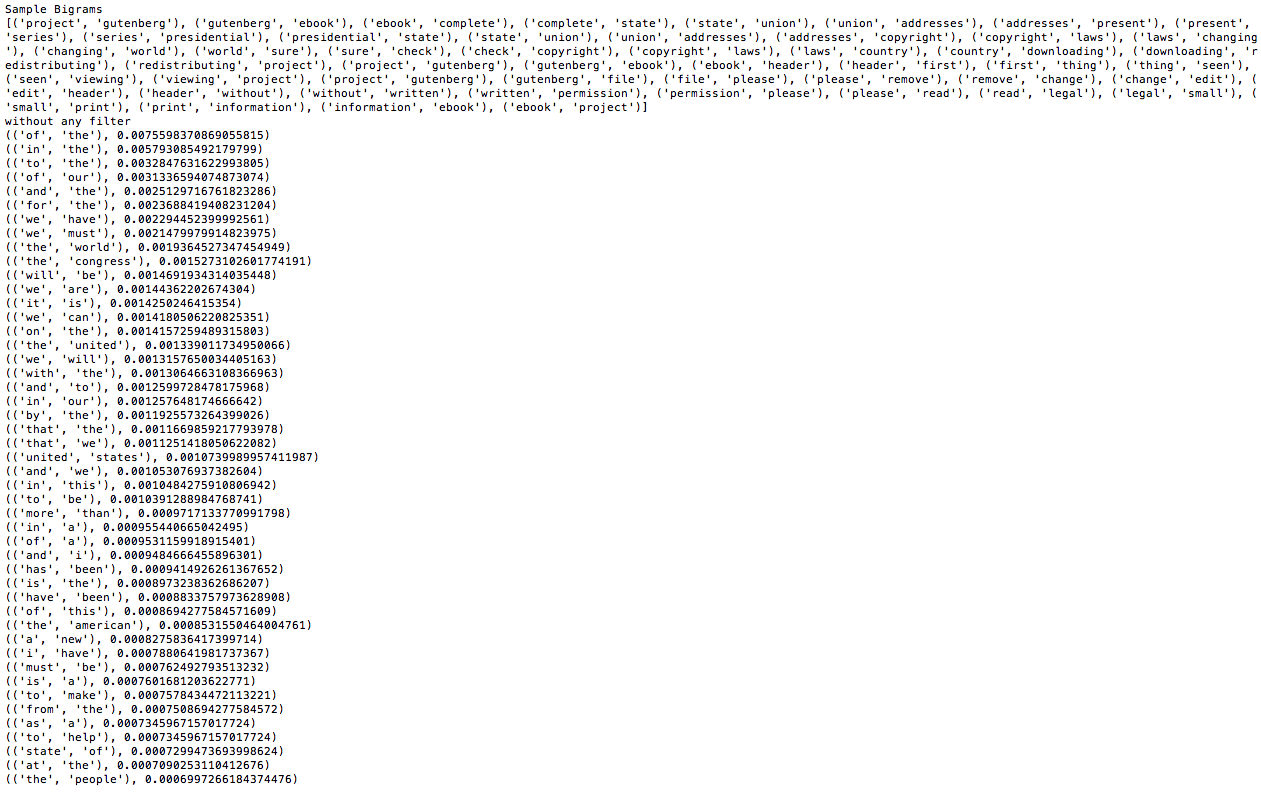 Sample Bigrams
[('project', 'gutenberg'), ('gutenberg', 'ebook'), ('ebook', 'complete'), ('complete', 'state'), ('state', 'union'), ('union', 'addresses'), ('addresses', 'present'), ('present',
'series'), ('series', 'presidential'), ('presidential', 'state'), ('state', 'union'), ('union', 'addresses'), ('addresses', 'copyright'), ('copyright', 'laws'), ('laws', 'changing
'), ('changing', 'world'), ('world', 'sure'), ('sure', 'check'), ('check', 'copyright'), ('copyright', 'laws'), ('laws', 'country'), ('country', 'downloading'), ('downloading', 'r
edistributing'), ('redistributing', 'project'), ('project', 'gutenberg'), ('gutenberg', 'ebook'), ('ebook', 'header'), ('header', 'first'), ('first', 'thing'), ('thing', 'seen'),
('seen', 'viewing'), ('viewing', 'project'), ('project', 'gutenberg'), ('gutenberg', 'file'), ('file', 'please'), ('please', 'remove'), ('remove', 'change'), ('change', 'edit'), (
'edit', 'header'), ('header', 'without'), ('without', 'written'), ('written', 'permission'), ('permission', 'please'), ('please', 'read'), ('read', 'legal'), ('legal', 'small'), (
'small', 'print'), ('print', 'information'), ('information', 'ebook'), ('ebook', 'project')]
without any filter
(('of', 'the'), 0.0075598370869055815)
(('in', 'the'), 0.005793085492179799)
(('to', 'the'), 0.0032847631622993805)
(('of', 'our'), 0.0031336594074873074)
(('and', 'the'), 0.0025129716761823286)
(('for', 'the'), 0.0023688419408231204)
(('we', 'have'), 0.002294452399992561)
(('we', 'must'), 0.0021479979914823975)
(('the', 'world'), 0.0019364527347454949)
(('the', 'congress'), 0.0015273102601774191)
(('will', 'be'), 0.0014691934314035448)
(('we', 'are'), 0.00144362202674304)
(('it', 'is'), 0.0014250246415354)
(('we', 'can'), 0.0014180506220825351)
(('on', 'the'), 0.0014157259489315803)
(('the', 'united'), 0.001339011734950066)
(('we', 'will'), 0.0013157650034405163)
(('with', 'the'), 0.0013064663108366963)
(('and', 'to'), 0.0012599728478175968)
(('in', 'our'), 0.001257648174666642)
(('by', 'the'), 0.0011925573264399026)
(('that', 'the'), 0.0011669859217793978)
(('that', 'we'), 0.0011251418050622082)
(('united', 'states'), 0.0010739989957411987)
(('and', 'we'), 0.0010530769373​82604)
(('in', 'this'), 0.0010484275910806942)
(('to', 'be'), 0.0010391288984768741)
(('more', 'than'), 0.0009717133770991798)
(('in', 'a'), 0.000955440665042495)
(('of', 'a'), 0.0009531159918915401)
(('and', 'i'), 0.0009484666455896301)
(('has', 'been'), 0.0009414926261367652)
(('is', 'the'), 0.0008973238362686207)
(('have', 'been'), 0.0008833757973628908)
(('of', 'this'), 0.0008694277584571609)
(('the', 'american'), 0.0008531550464004761)
(('a', 'new'), 0.0008275836417399714)
(('i', 'have'), 0.0007880641981737367)
(('must', 'be'), 0.000762492793513232)
(('is', 'a'), 0.0007601681203622771)
(('to', 'make'), 0.0007578434472113221)
(('from', 'the'), 0.0007508694277584572)
(('as', 'a'), 0.0007345967157017724)
(('to', 'help'), 0.0007345967157017724)
(('state', 'of'), 0.0007299473693998624)
(('at', 'the'), 0.0007090253110412676)
(('the', 'people'), 0.0006997266184374476)